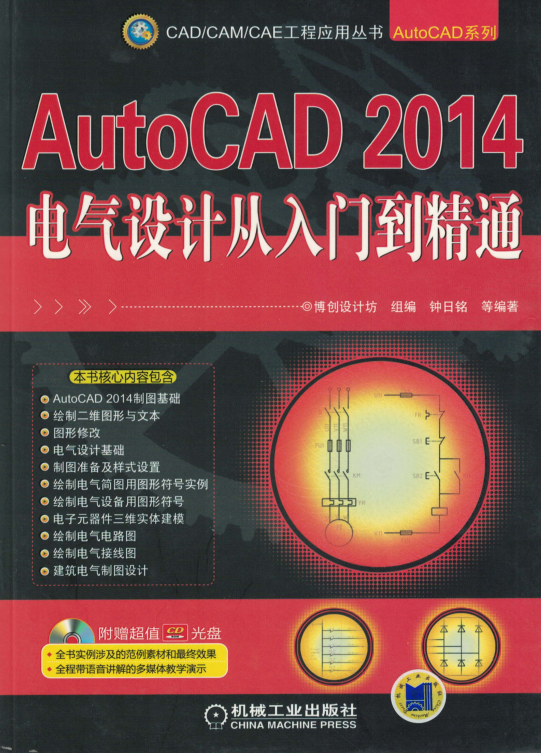 CAD/CAM/CAE工程应用丛书 AutoCAD系列
AutoCAD 2014
电气设计从入门到精通
◎博创设计坊 组编 钟日铭 等编著
本书核心内容包含
AutoCAD 2014制图基础
绘制二维图形与文本
图形修改
电气设计基础
制图准备及样式设置
绘制电气简图用图形符号实例
绘制电气设备用图形符号
电子元器件三维实体建模
绘制电气电路图
绘制电气接线图
建筑电气制图设计
附赠超值 CD 光盘
·全书实例涉及的范例素材和最终效果
·全程带语音讲解的多媒体教学演示
机械工业出版社
CHINA MACHINE PRESS